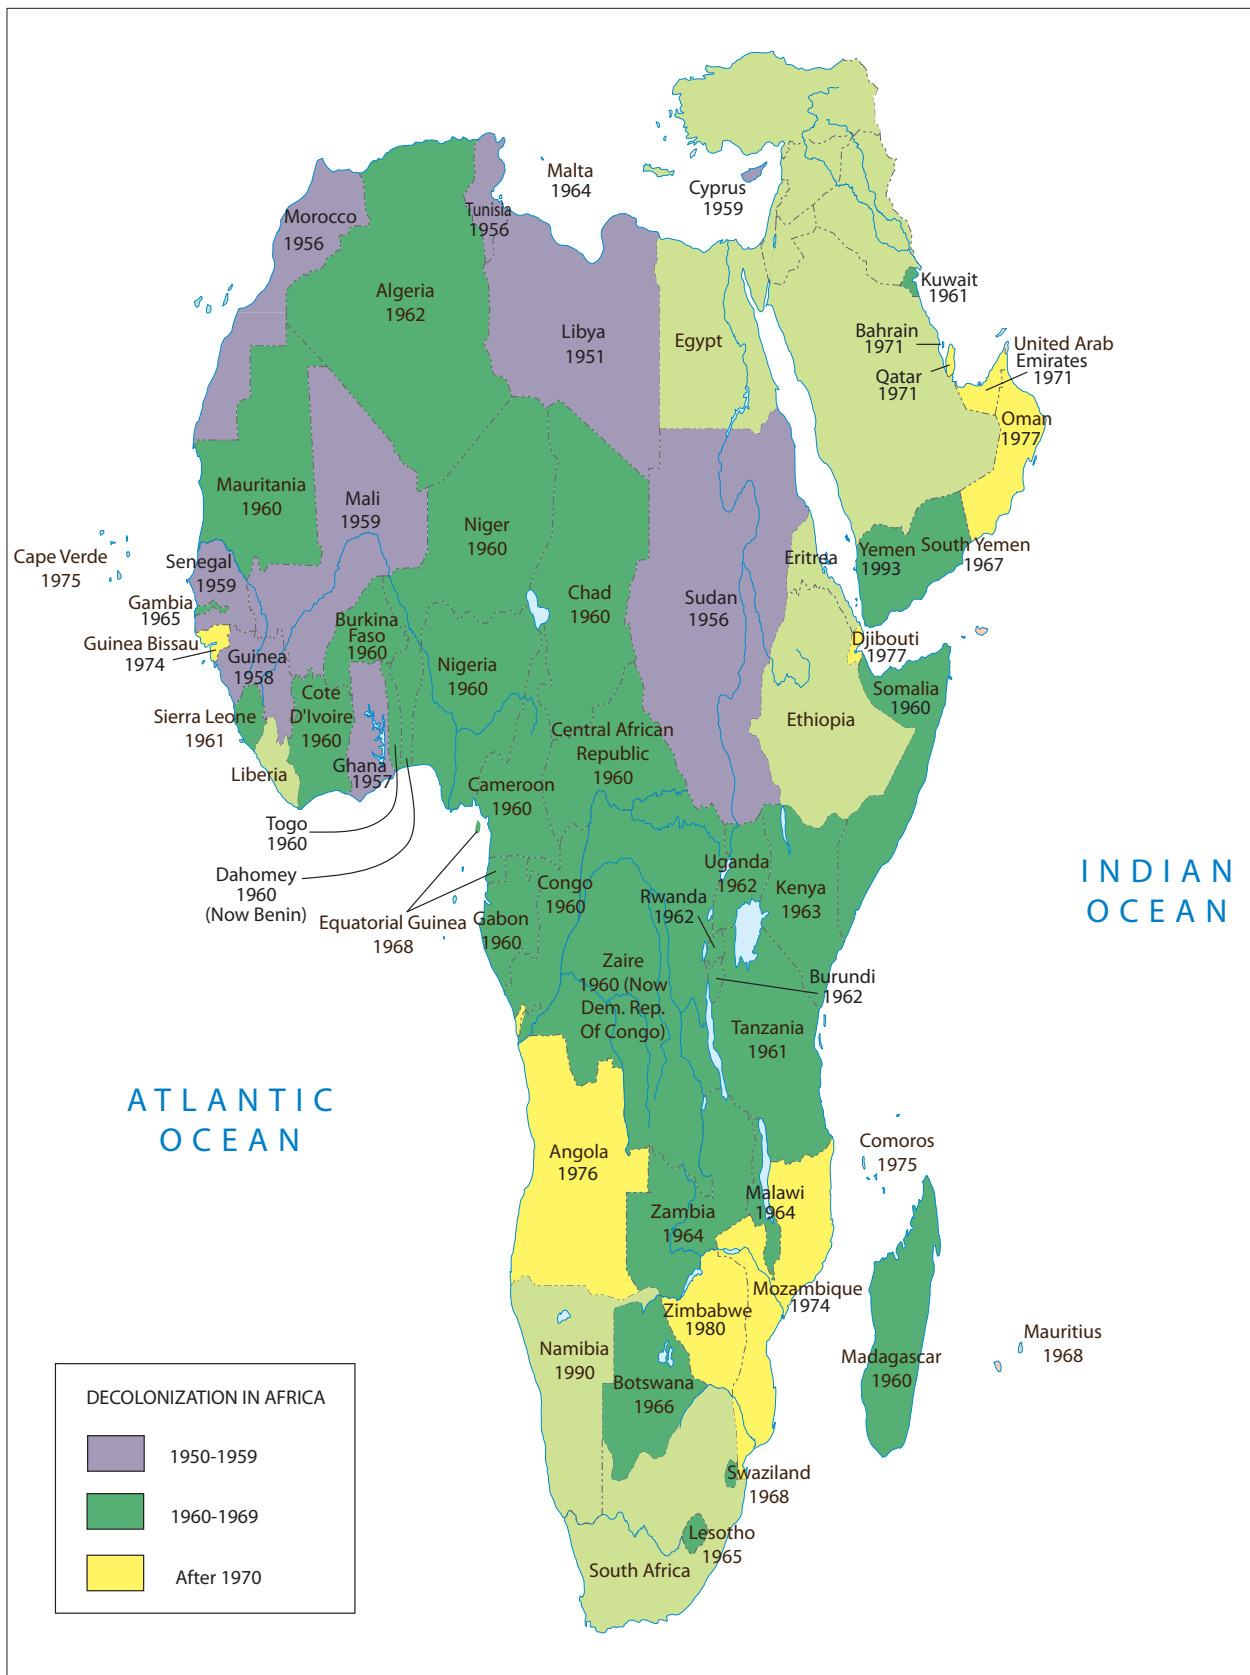 Malta
1964
Cyprus
1959
Morocco
1956
Tunisia
1956
Algeria
1962
Libya
1951
Egypt
Kuwait
1961
Bahrain
1971
Qatar
1971
United Arab
Emirates
1971
Oman
1977
Mauritania
1960
Mali
1959
Niger
1960
Chad
1960
Sudan
1956
Eritrea
Yemen
1993
South Yemen
1967
Cape Verde
1975
Senegal
1959
Gambia
1965
Guinea Bissau
1974
Guinea
1958
Burkina
Faso
1960
Nigeria
1960
Djibouti
1977
Somalia
1960
Sierra Leone
1961
Cote
D'Ivoire
1960
Ghana
1957
Liberia
Central African
Republic
1960
Ethiopia
Cameroon
1960
Togo
1960
Dahomey
1960
(Now Benin)
Equatorial Guinea
1968
Gabon
1960
Congo
1960
Uganda
1962
Rwanda
1962
Kenya
1963
INDIAN
OCEAN
Zaire
1960 (Now
Dem. Rep.
Of Congo)
Burundi
1962
Tanzania
1961
ATLANTIC
OCEAN
Angola
1976
Comoros
1975
Zambia
1964
Malawi
1964
Mozambique
1974
Zimbabwe
1980
Namibia
1990
Botswana
1966
Madagascar
1960
Mauritius
1968
Swaziland
1968
Lesotho
1965
South Africa
DECOLONIZATION IN AFRICA
1950-1959
1960-1969
After 1970